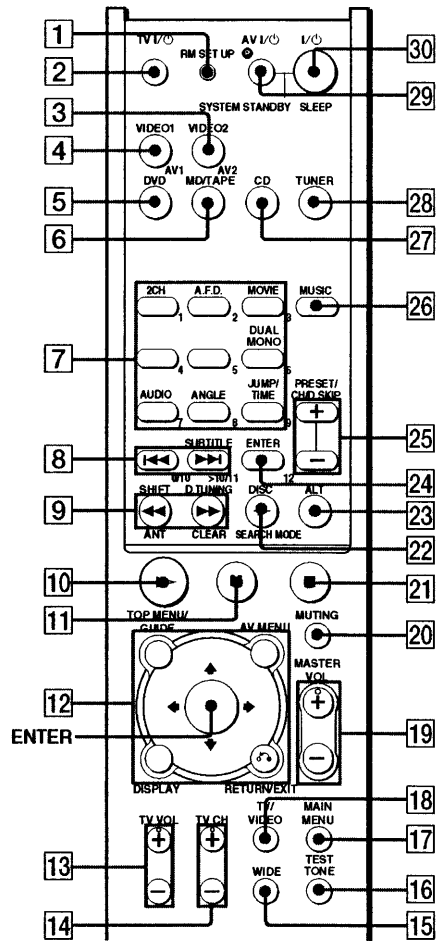 TV I/⏻ AV I/⏻ I/⏻
1 RM SET UP
2 30
29
SYSTEM STANDBY SLEEP
3
VIDEO1 VIDEO2
4
AV1 AV2
DVD MD/TAPE CD TUNER
5 28
6 27
2CH A.F.D. MOVIE MUSIC
1 2 3 26
DUAL
MONO
7 4 5 6
PRESET/
CH/D.SKIP
AUDIO ANGLE JUMP/
TIME
+
7 8 9 25
−
SUBTITLE ENTER
8
0/10 >10/11 12 24
SHIFT D.TUNING DISC ALT
9 23
ANT CLEAR SEARCH MODE 22
10 21
11
TOP MENU/
GUIDE AV MENU MUTING
20
MASTER
VOL
12 + 19
ENTER −
DISPLAY RETURN/EXIT
18
TV VOL TV CH TV/
VIDEO MAIN
MENU
+ + 17
13 WIDE TEST
TONE
− − 16
14 15